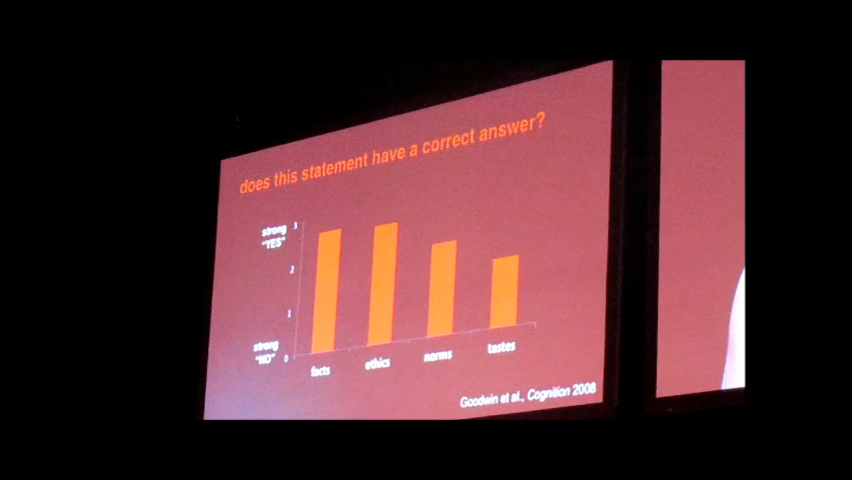 does this statement have a correct answer?
strong
"YES"
3
2
1
strong
"NO"
0
facts
ethics
norms
tastes
Goodwin et al., Cognition 2008